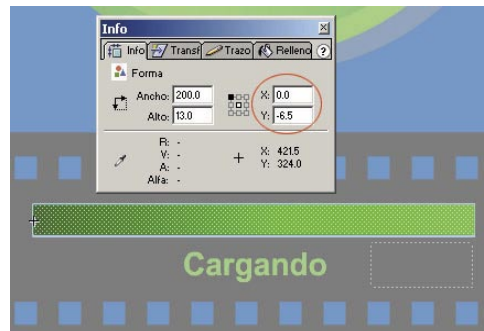 Info
Info Transf Trazo Relleno ?
Forma
Ancho: 200.0 X: 0.0
Alto: 13.0 Y: -6.5
R: - X: 421.5
V: - Y: 324.0
A: -
Alfa: -
Cargando